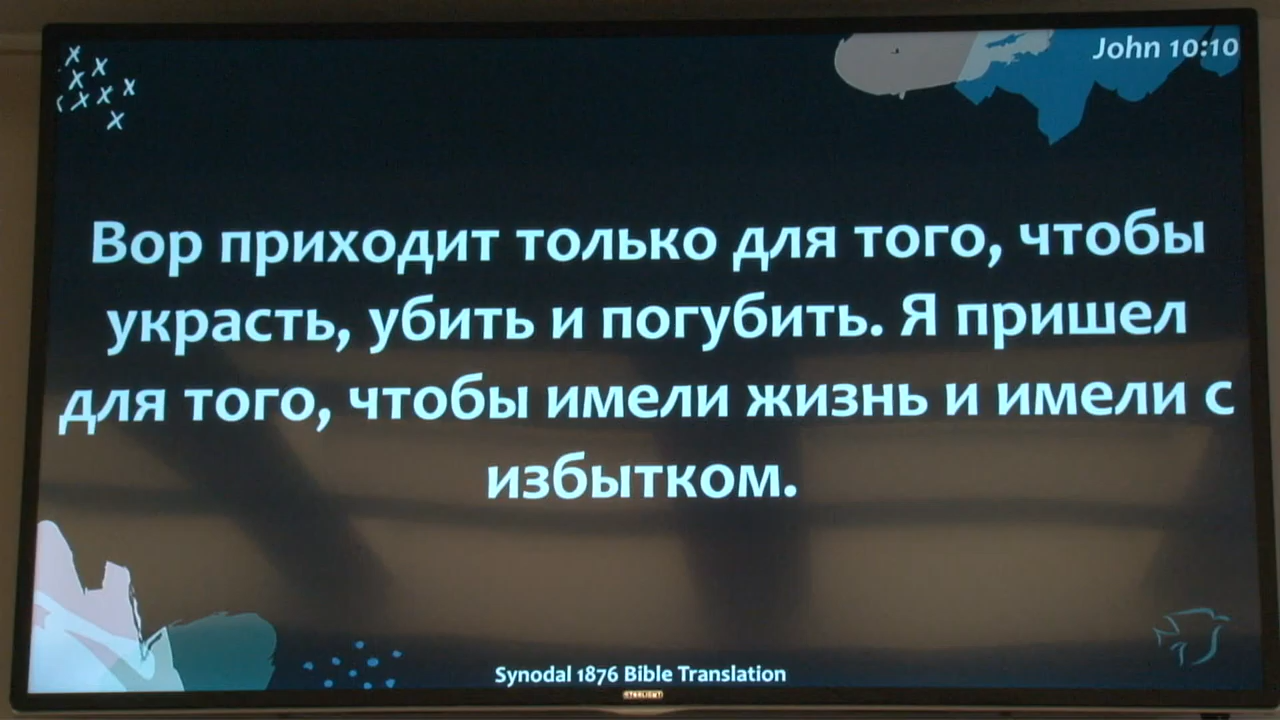 John 10:10
Вор приходит только для того, чтобы
украсть, убить и погубить. Я пришел
для того, чтобы имели жизнь и имели с
избытком.
Synodal 1876 Bible Translation